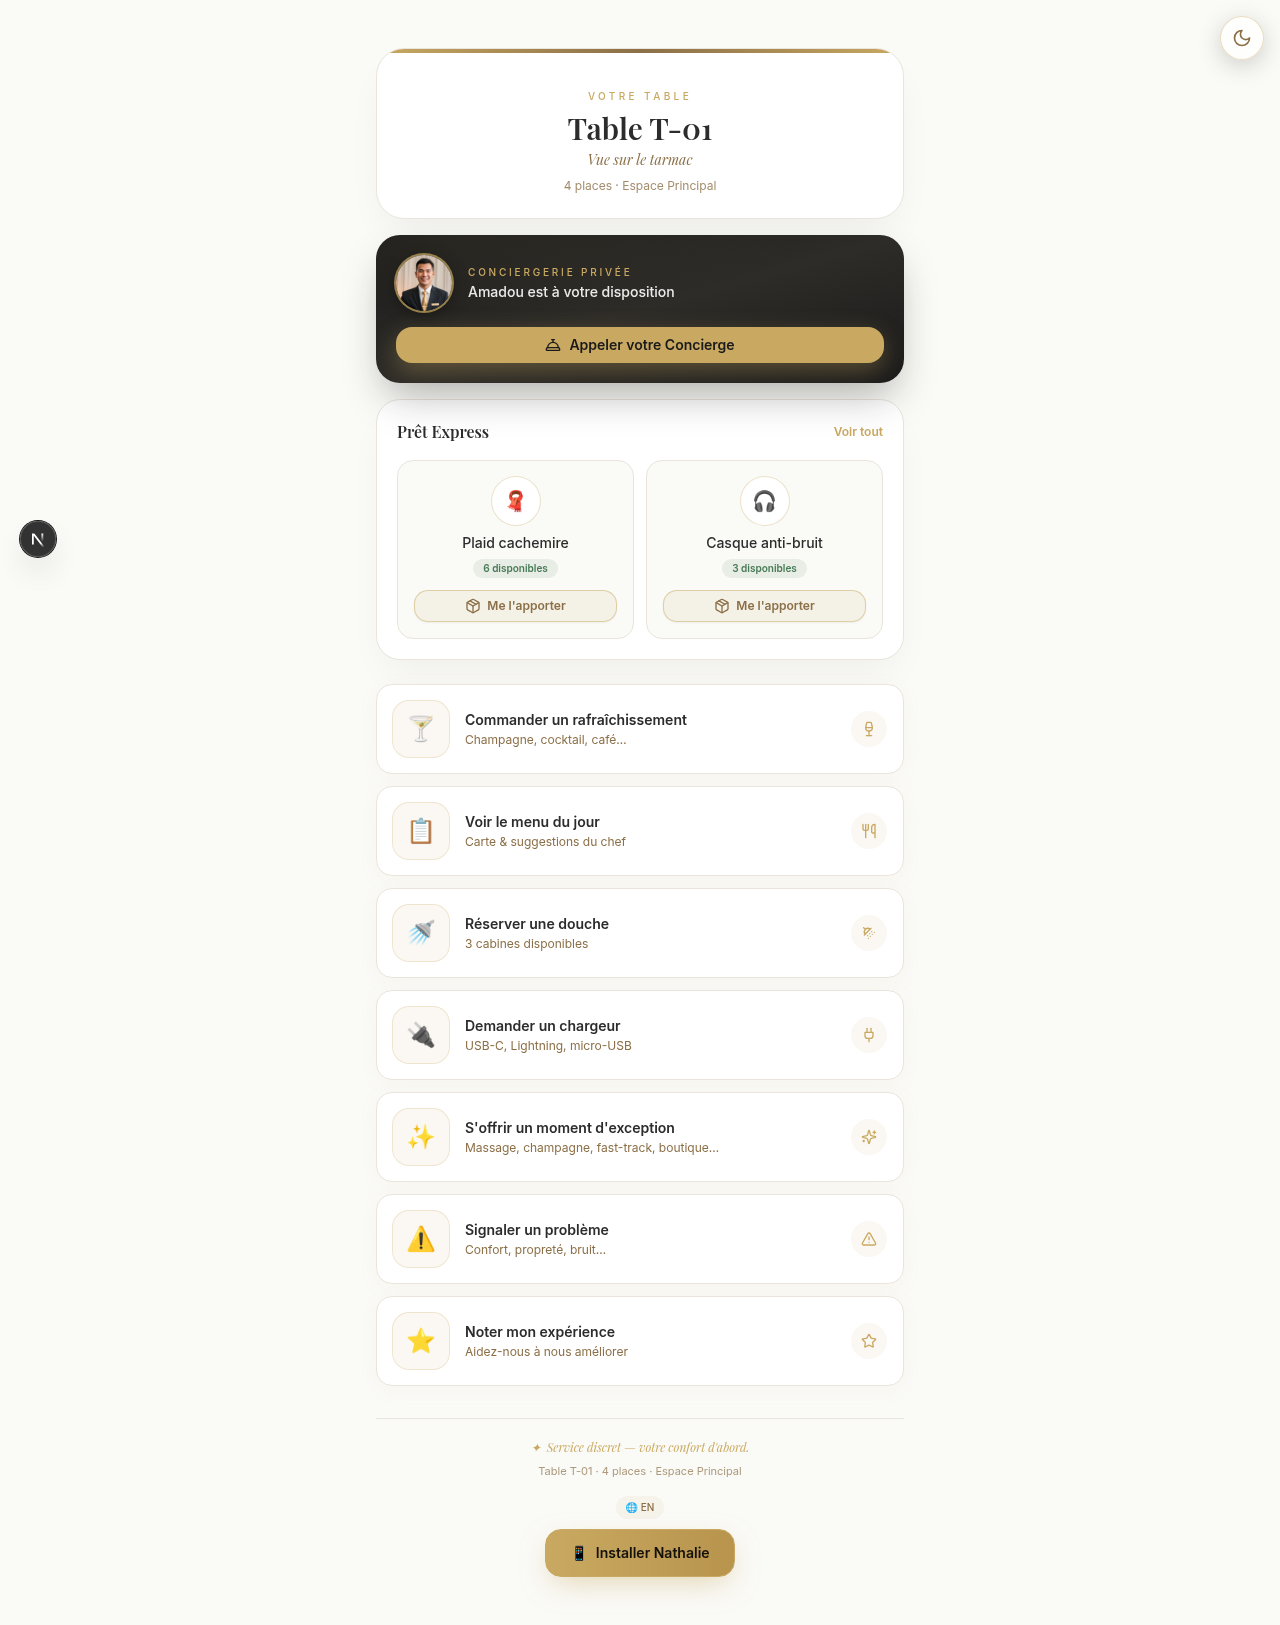 VOTRE TABLE
Table T-01
Vue sur le tarmac
4 places · Espace Principal
CONCIERGERIE PRIVÉE
Amadou est à votre disposition
Appeler votre Concierge
Prêt Express
Voir tout
Plaid cachemire
6 disponibles
Me l'apporter
Casque anti-bruit
3 disponibles
Me l'apporter
N
Commander un rafraîchissement
Champagne, cocktail, café...
Voir le menu du jour
Carte & suggestions du chef
Réserver une douche
3 cabines disponibles
Demander un chargeur
USB-C, Lightning, micro-USB
S'offrir un moment d'exception
Massage, champagne, fast-track, boutique...
Signaler un problème
Confort, propreté, bruit...
Noter mon expérience
Aidez-nous à nous améliorer
✦ Service discret — votre confort d'abord.
Table T-01 · 4 places · Espace Principal
🌐 EN
📱 Installer Nathalie